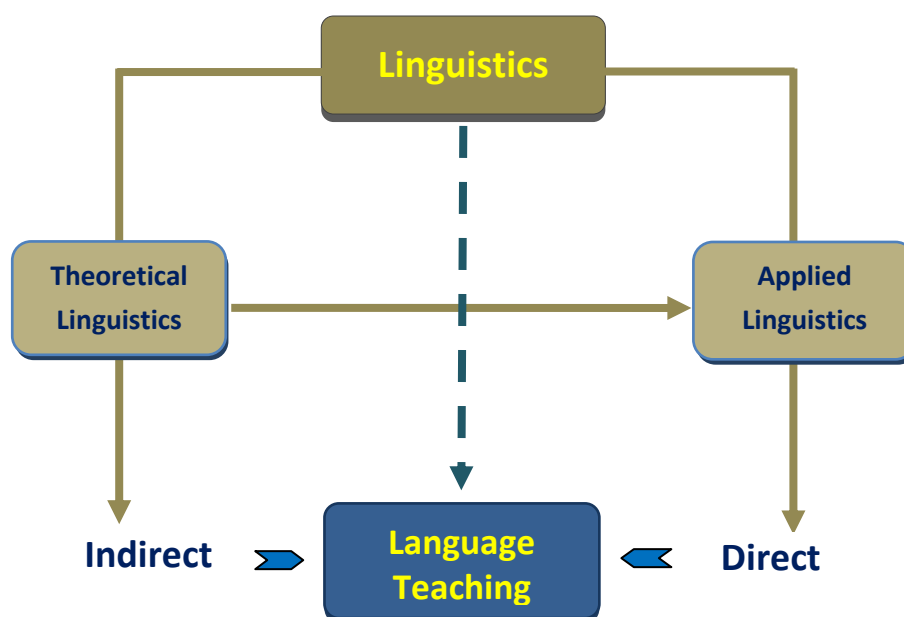 Linguistics
Theoretical
Linguistics
Applied
Linguistics
Indirect
Language
Teaching
Direct